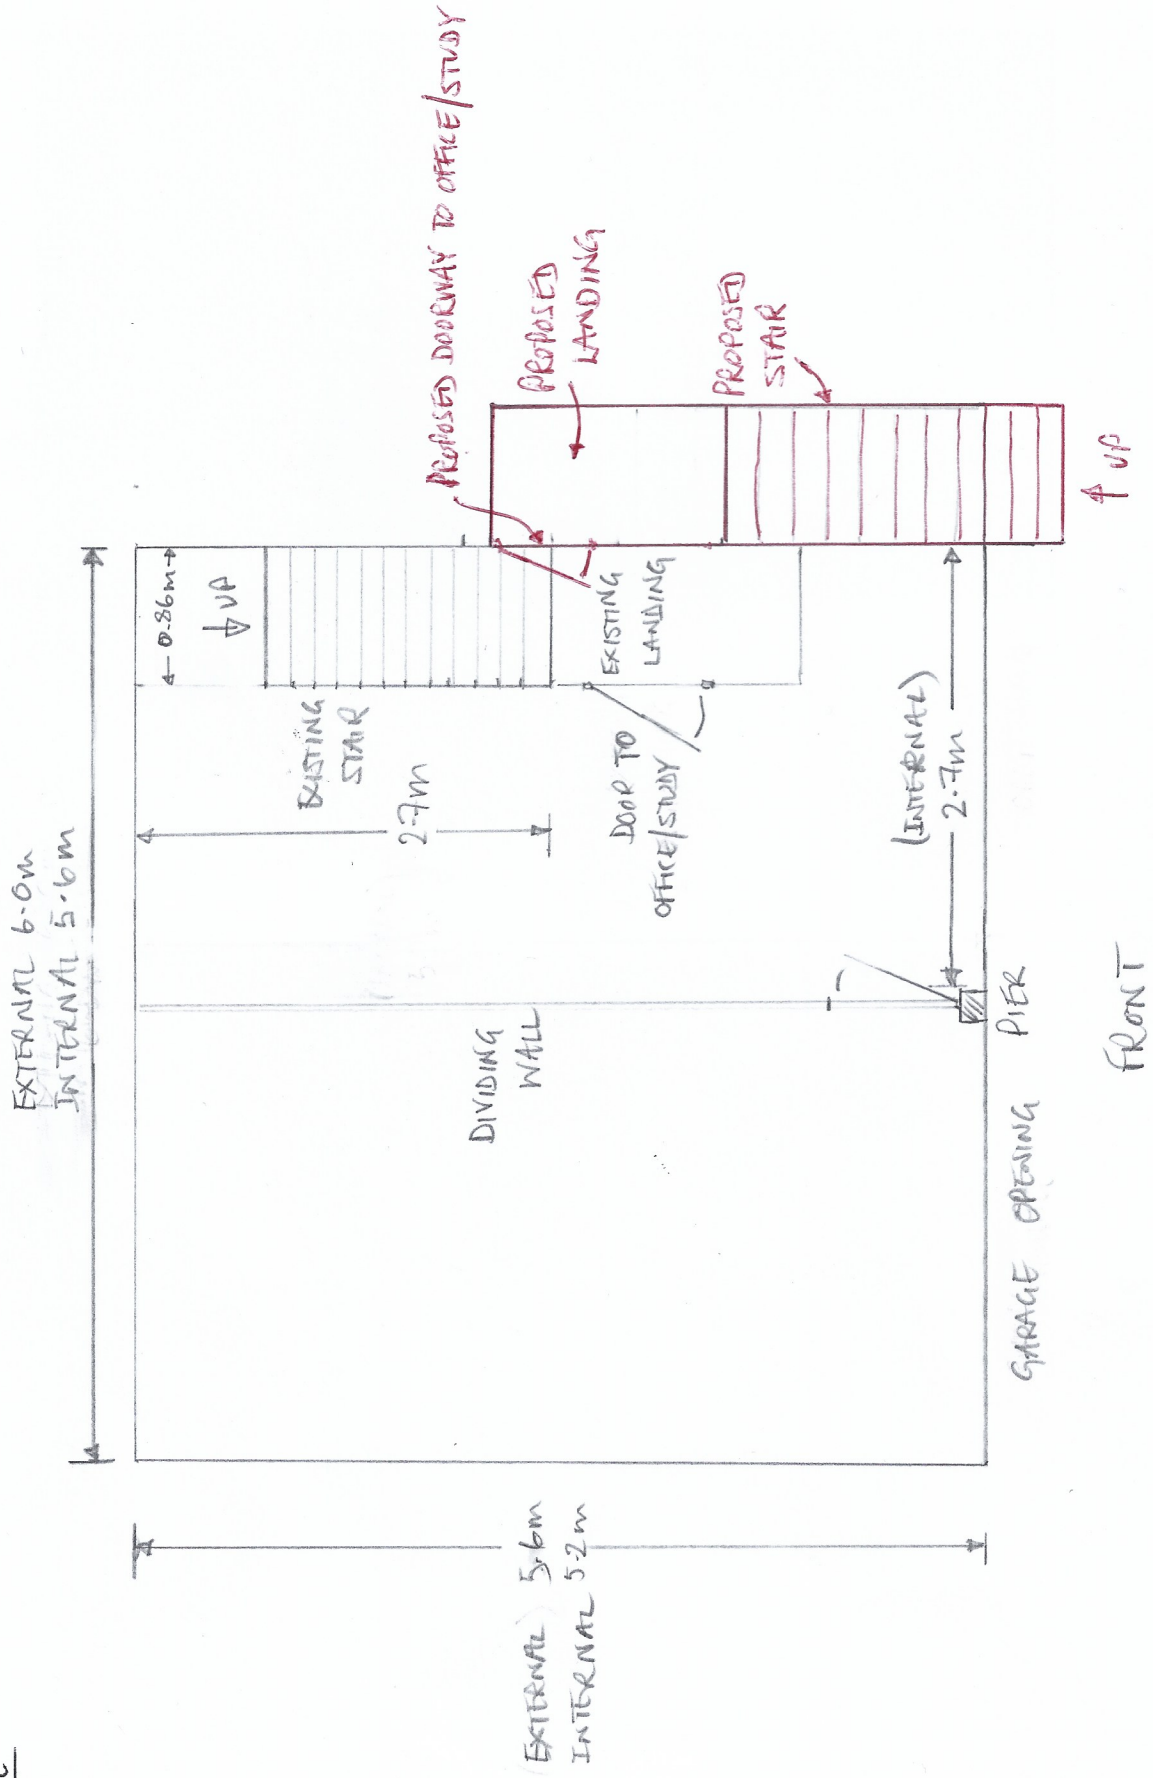 EXTERNAL 6.0m
INTERNAL 5.6m
PROPOSED DOORWAY TO OFFICE/STUDY
PROPOSED
LANDING
PROPOSED
STAIR
UP
0.86m
UP
EXISTING
STAIR
2.7m
EXISTING
LANDING
DOOR TO
OFFICE/STUDY
(INTERNAL)
2.7m
DIVIDING
WALL
PIER
GARAGE OPENING
FRONT
EXTERNAL 5.6m
INTERNAL 5.2m